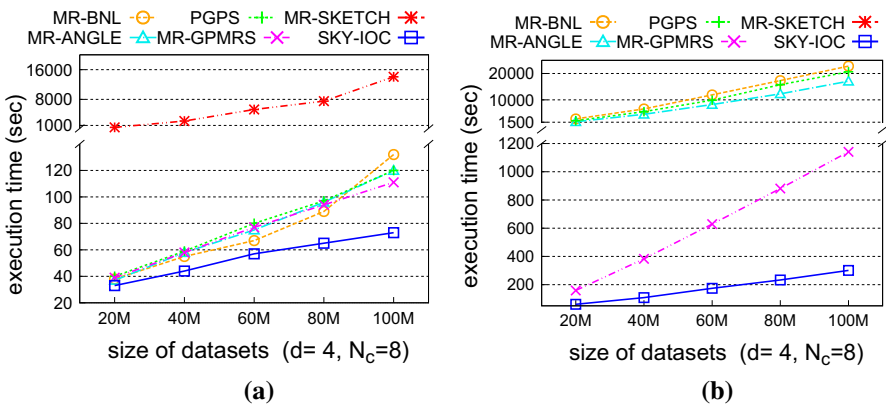 MR-BNL PGPS MR-SKETCH
MR-ANGLE MR-GPMRS SKY-IOC
16000
8000
1000
120
100
80
60
40
20
execution time (sec)
20M 40M 60M 80M 100M
size of datasets (d= 4, Nc=8)
(a)
MR-BNL PGPS MR-SKETCH
MR-ANGLE MR-GPMRS SKY-IOC
20000
10000
1500
1200
1000
800
600
400
200
execution time (sec)
20M 40M 60M 80M 100M
size of datasets (d= 4, Nc=8)
(b)